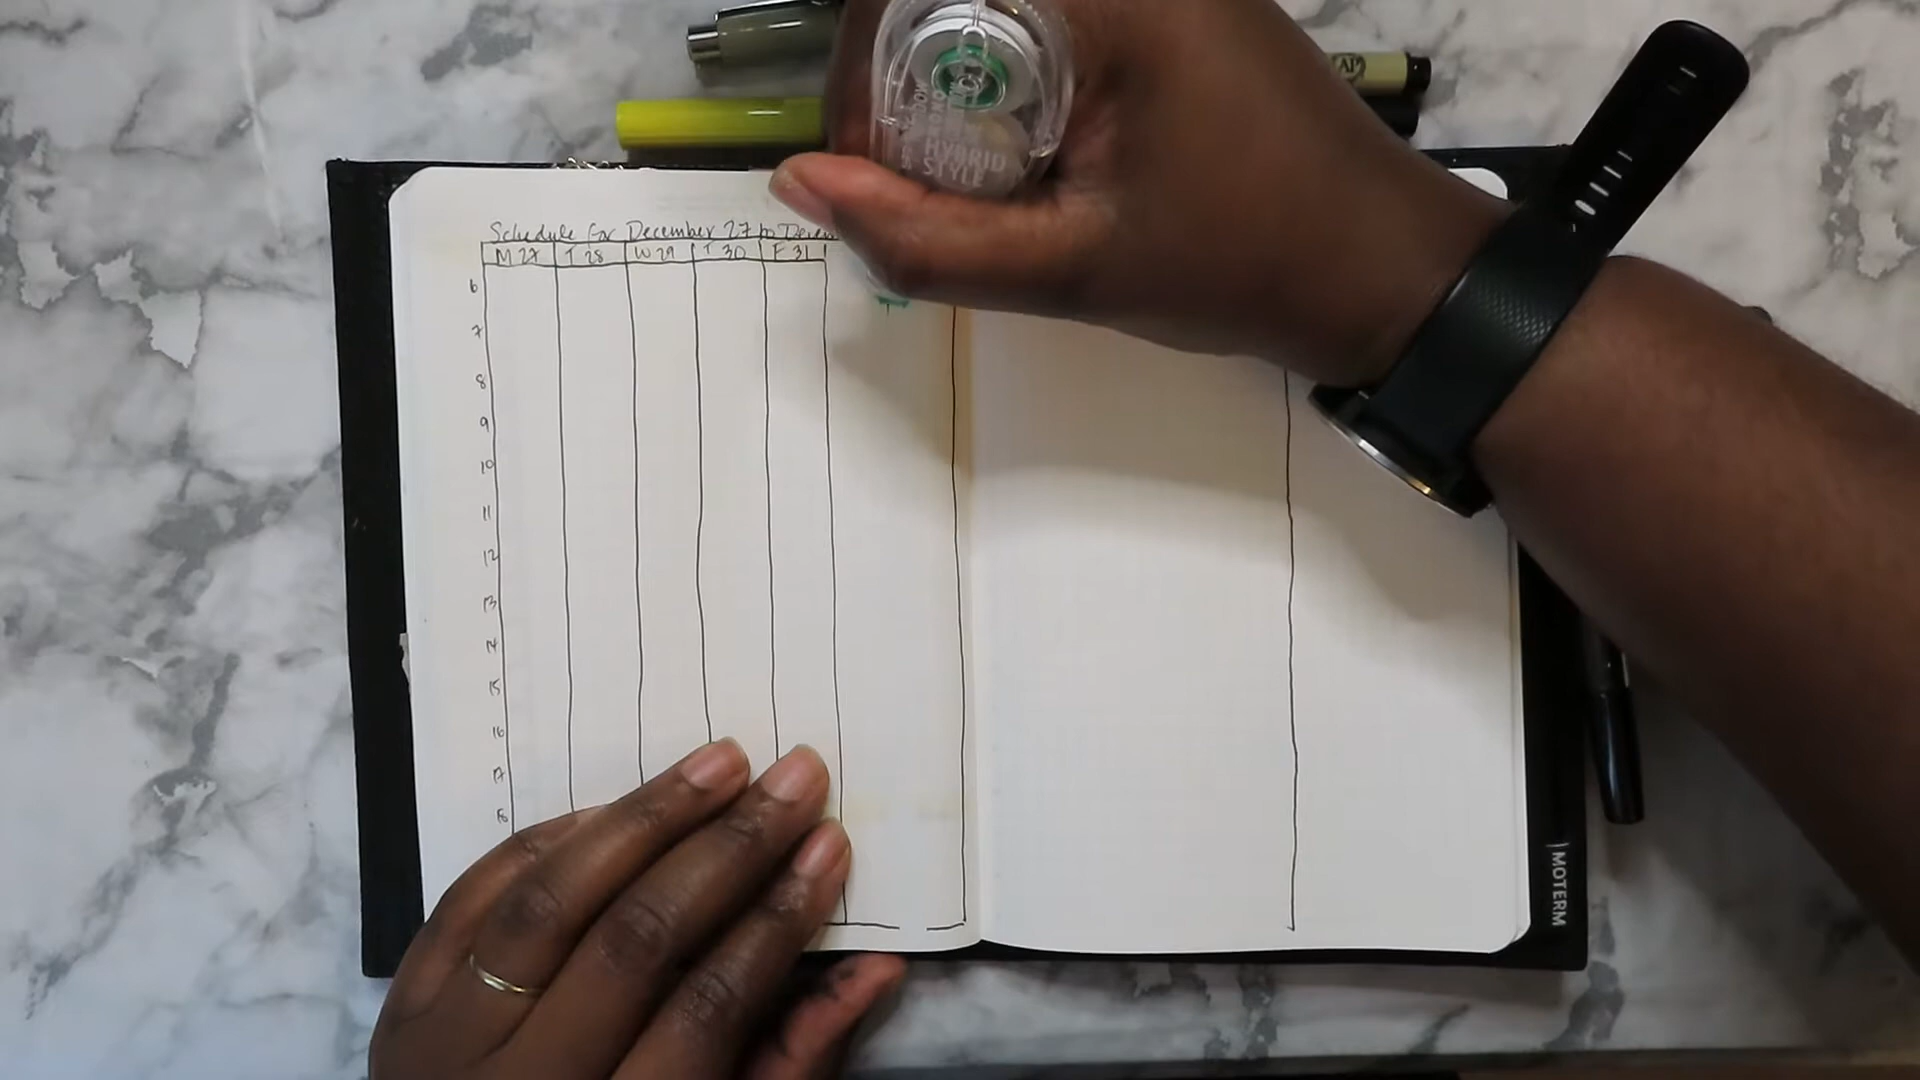 AP
HYBRID
STYLE
Schedule for December 27 to
M 27 T 28 W 29 T 30 F 31
6
7
8
9
10
11
12
13
14
15
16
17
18
MOTERM